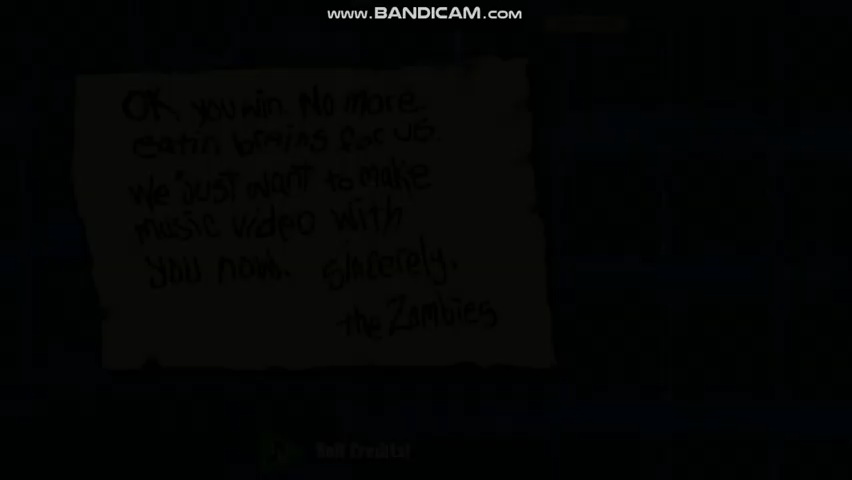 www.BANDICAM.com
OK you win. No more
eatin brains for us.
We just want to make
music video with
you now. sincerely,
the Zombies
Roll Credits!